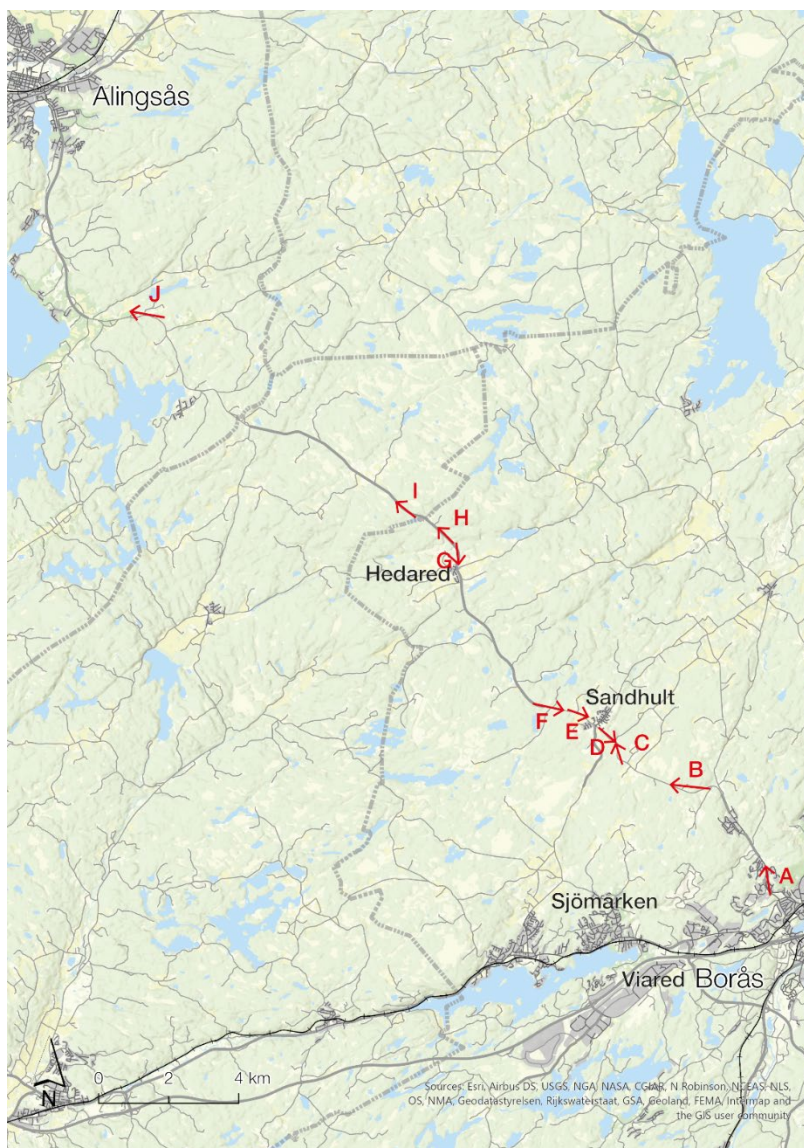 Alingsås
J
I
H
G
Hedared
Sandhult
F
E
D
C
B
A
Sjömarken
Viared
Borås
N
0 2 4 km
Sources: Esri, Airbus DS, USGS, NGA, NASA, CGIAR, N Robinson, NCEAS, NLS,
OS, NMA, Geodatastyrelsen, Rijkswaterstaat, GSA, Geoland, FEMA, Intermap and
the GIS user community